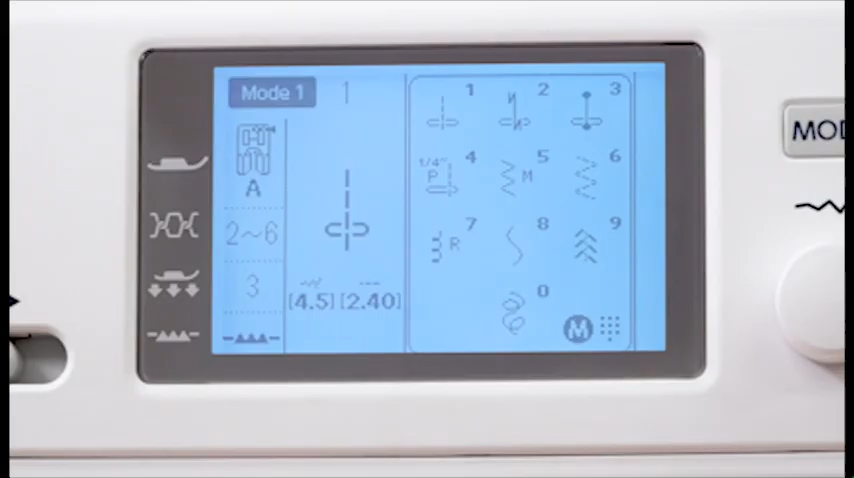 Mode 1 1
1 2 3
A
1/4"
P 4 M 5 6
2~6
R 7 8 9
3
[4.5] [2.40]
0
M
MOD